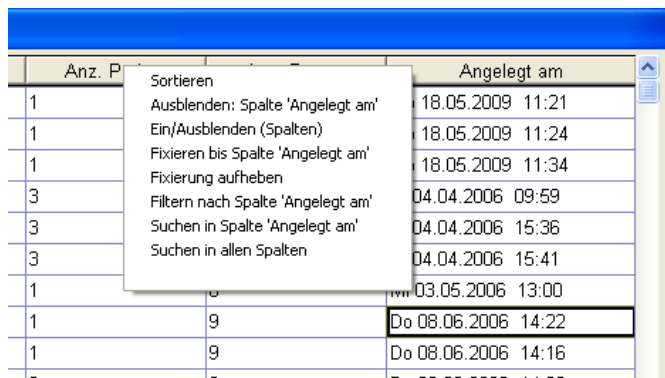 Anz. P Angelegt am
Sortieren
Ausblenden: Spalte 'Angelegt am'
Ein/Ausblenden (Spalten)
Fixieren bis Spalte 'Angelegt am'
Fixierung aufheben
Filtern nach Spalte 'Angelegt am'
Suchen in Spalte 'Angelegt am'
Suchen in allen Spalten
1 18.05.2009 11:21
1 18.05.2009 11:24
1 18.05.2009 11:34
3 04.04.2006 09:59
3 04.04.2006 15:36
3 04.04.2006 15:41
1 03.05.2006 13:00
1 9 Do 08.06.2006 14:22
1 9 Do 08.06.2006 14:16